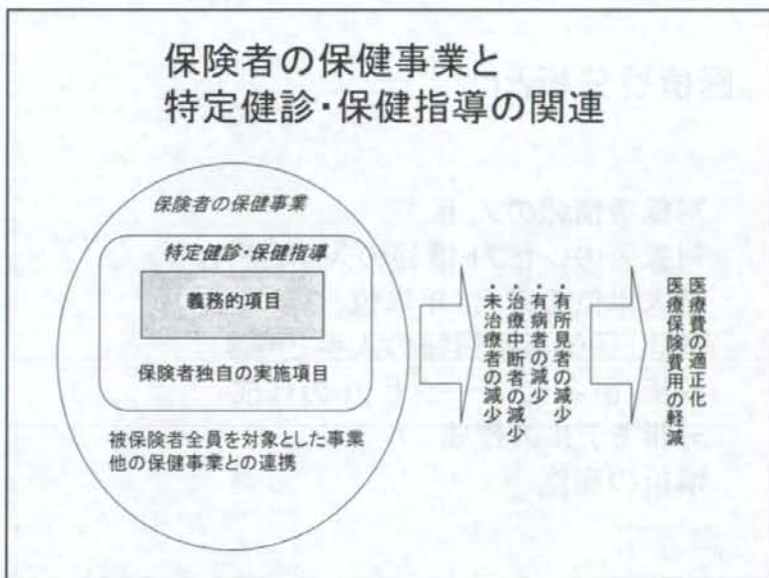 保険者の保健事業と
特定健診・保健指導の関連
保険者の保健事業
特定健診・保健指導
義務的項目
保険者独自の実施項目
被保険者全員を対象とした事業
他の保健事業との連携
・有所見者の減少
・有病者の減少
・治療中断者の減少
・未治療者の減少
医療費の適正化
医療保険費用の軽減